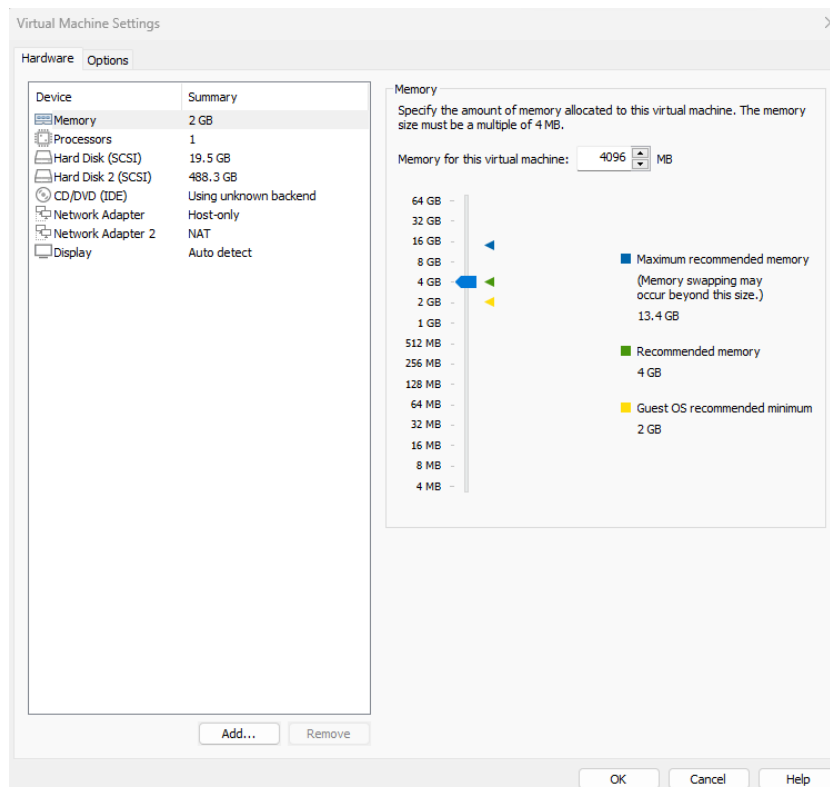 Virtual Machine Settings
Hardware Options
Device Summary
Memory 2 GB
Processors 1
Hard Disk (SCSI) 19.5 GB
Hard Disk 2 (SCSI) 488.3 GB
CD/DVD (IDE) Using unknown backend
Network Adapter Host-only
Network Adapter 2 NAT
Display Auto detect
Add... Remove
Memory
Specify the amount of memory allocated to this virtual machine. The memory
size must be a multiple of 4 MB.
Memory for this virtual machine: 4096 MB
64 GB
32 GB
16 GB
8 GB
4 GB
2 GB
1 GB
512 MB
256 MB
128 MB
64 MB
32 MB
16 MB
8 MB
4 MB
Maximum recommended memory
(Memory swapping may
occur beyond this size.)
13.4 GB
Recommended memory
4 GB
Guest OS recommended minimum
2 GB
OK Cancel Help